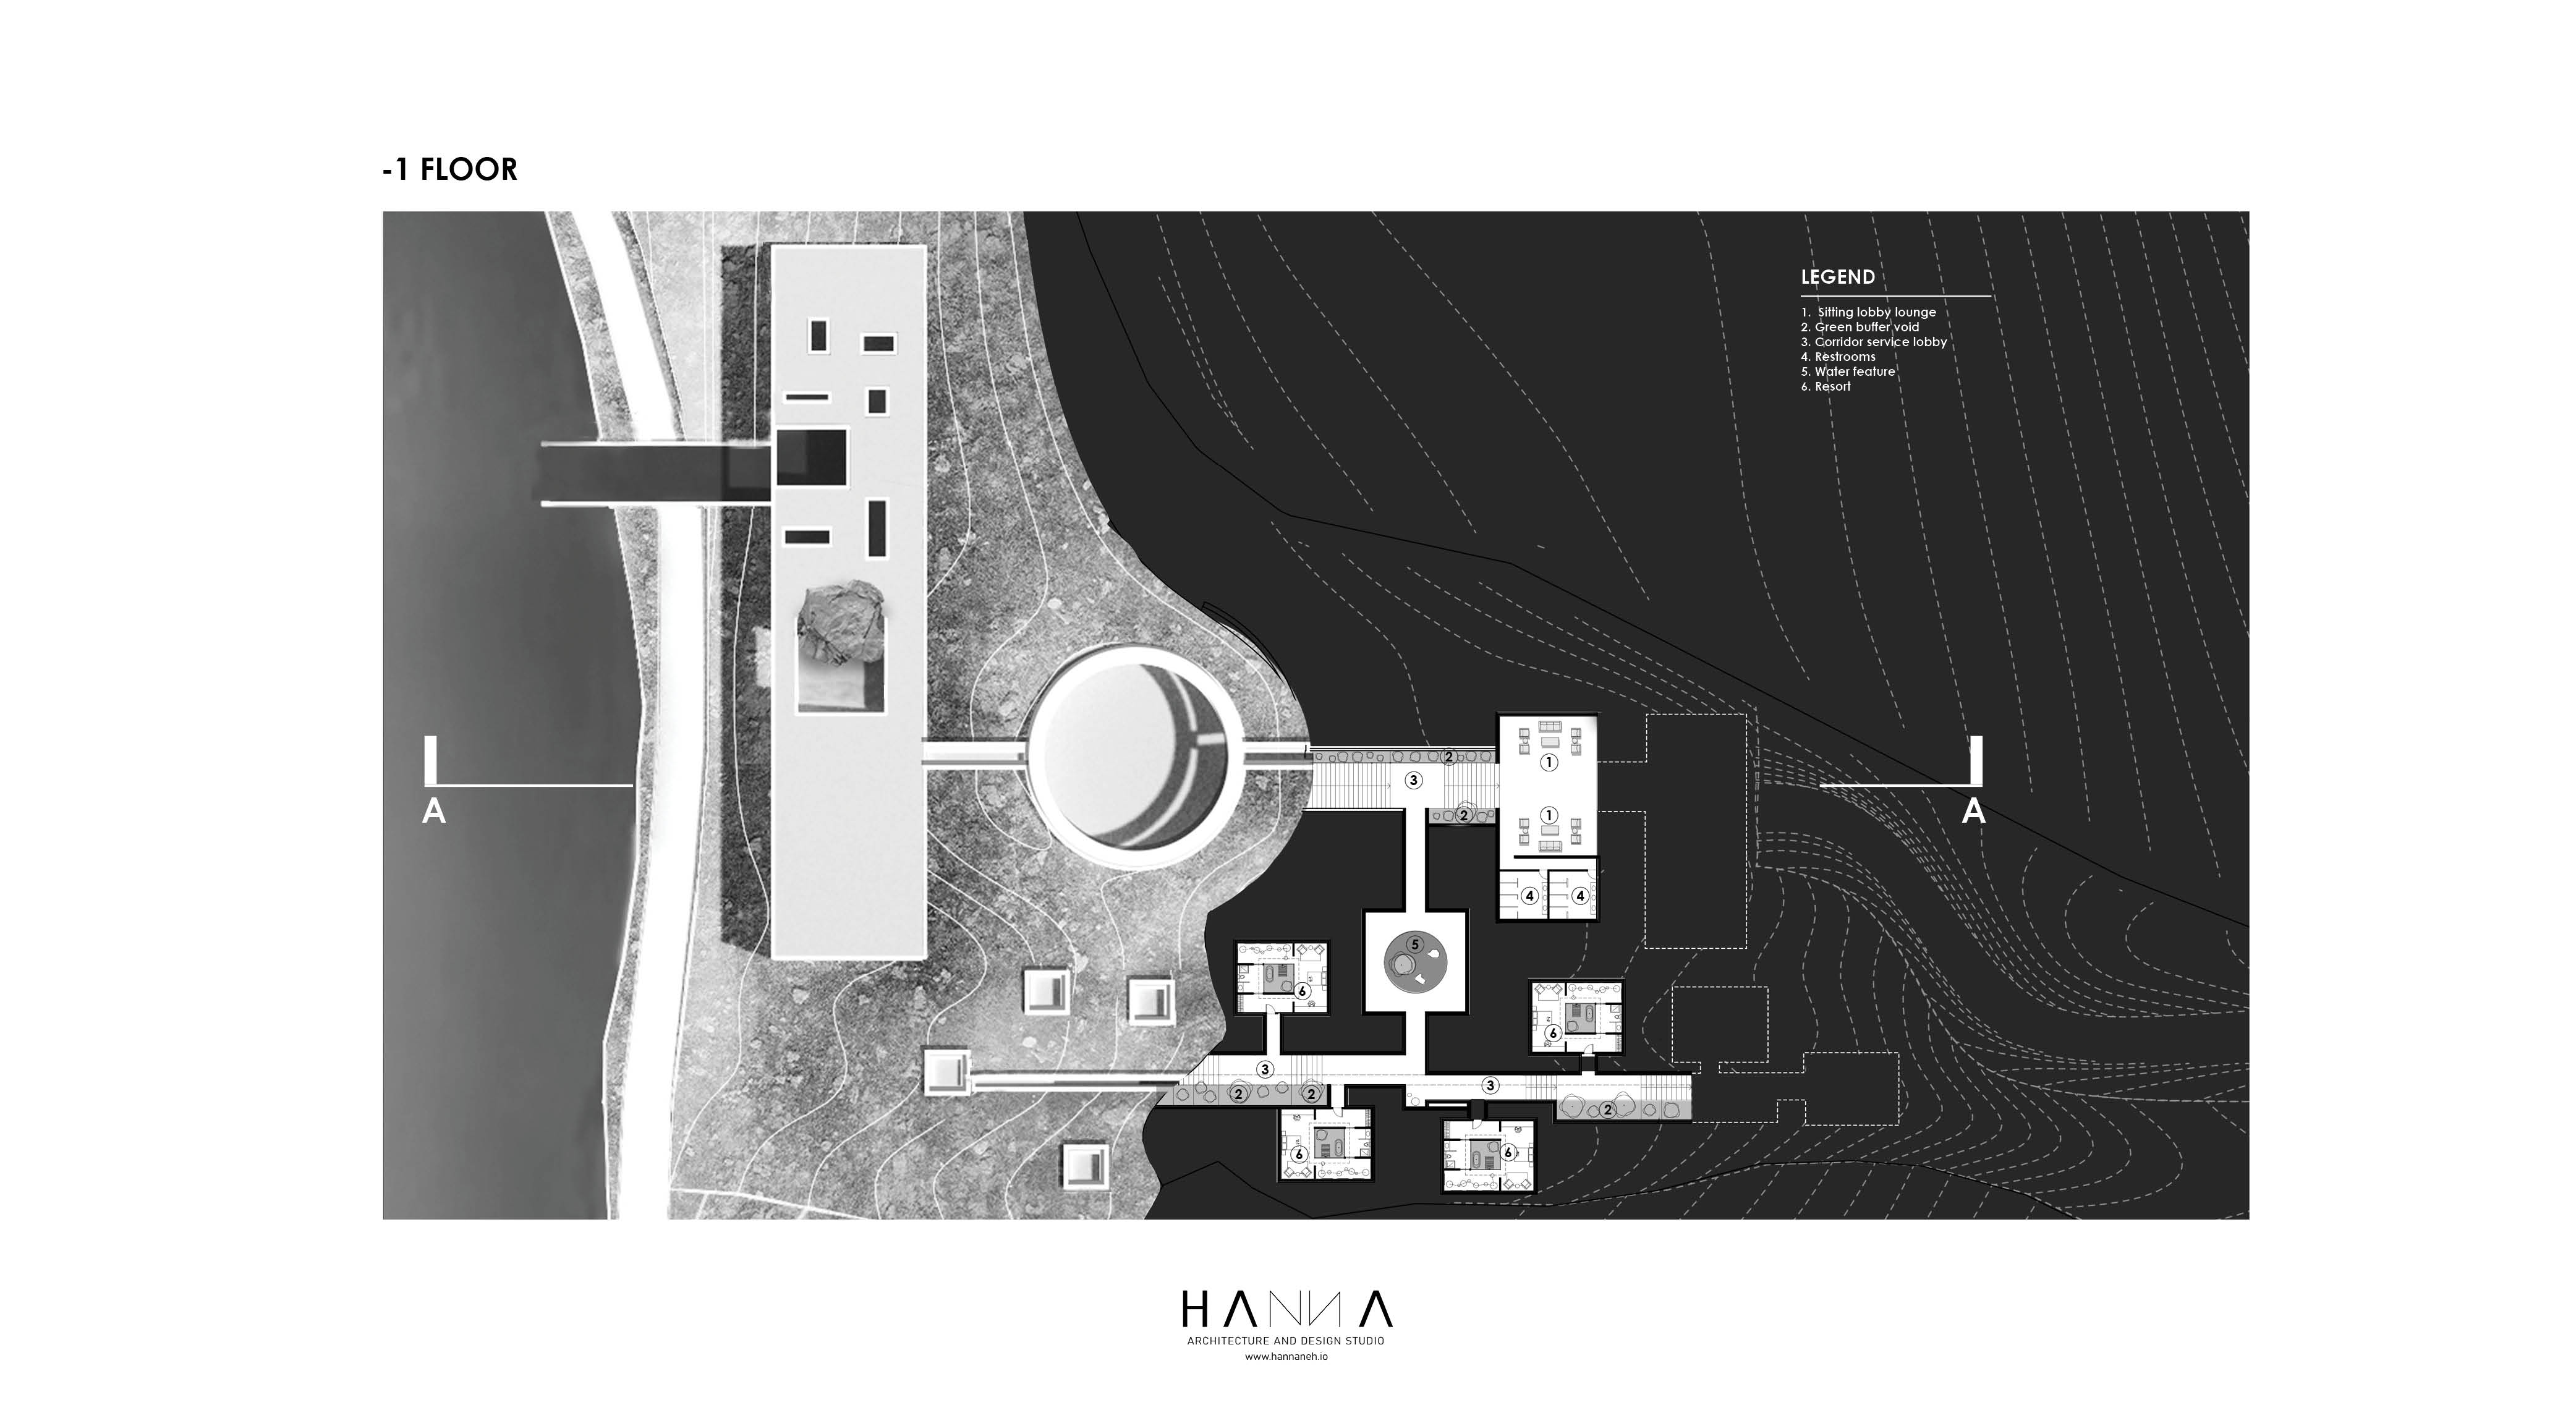 -1 FLOOR
LEGEND
1. Sitting lobby lounge
2. Green buffer void
3. Corridor service lobby
4. Restrooms
5. Water feature
6. Resort
A
A
2
3
1
2
1
4
4
5
6
6
3
3
2
2
2
6
6
HANNA
ARCHITECTURE AND DESIGN STUDIO
www.hannaneh.io